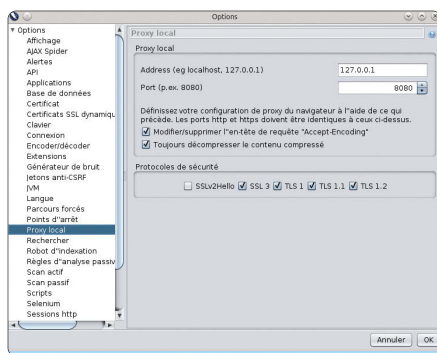 Options
Options
Affichage
AJAX Spider
Alertes
API
Applications
Base de données
Certificat
Certificats SSL dynamiqu
Clavier
Connexion
Encoder/décoder
Extensions
Générateur de bruit
Jetons anti-CSRF
JVM
Langue
Parcours forcés
Points d"arrêt
Proxy local
Rechercher
Robot d"indexation
Règles d"analyse passiv
Scan actif
Scan passif
Scripts
Selenium
Sessions http
Proxy local
Proxy local
Address (eg localhost, 127.0.0.1)
127.0.0.1
Port (p.ex. 8080)
8080
Définissez votre configuration de proxy du navigateur à l"aide de ce qui
précède. Les ports http et https doivent être identiques à ceux ci-dessus.
Modifier/supprimer l"en-tête de requête "Accept-Encoding"
Toujours décompresser le contenu compressé
Protocoles de sécurité
SSLv2Hello SSL 3 TLS 1 TLS 1.1 TLS 1.2
Annuler OK